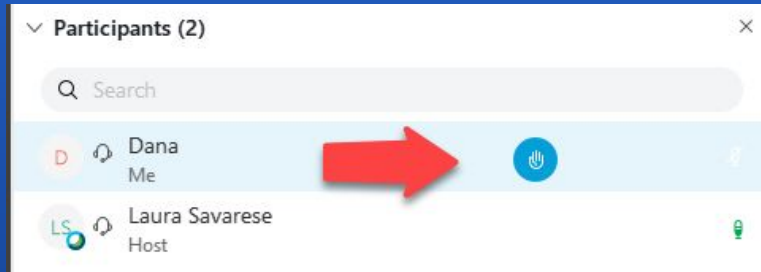 Participants (2)
Search
D Dana
Me
LS Laura Savarese
Host